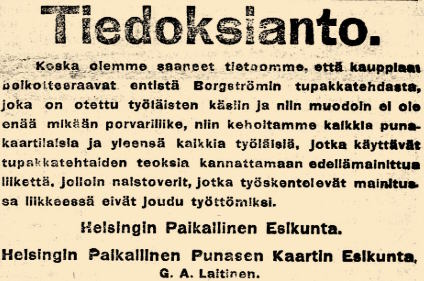 Tiedoksianto.
Koska olemme saaneet tietoomme, että kauppiaat
boikotteeraavat entistä Borgströmin tupakkatehdasta,
joka on otettu työläisten käsiin ja niin muodoin ei ole
enää mikään porvariliike, niin kehoitamme kaikkia puna-
kaartilaisia ja yleensä kaikkia työläisiä, jotka käyttävät
tupakkatehtaiden teoksia kannattamaan edellämainittua
liikettä, jolloin naistoverit, jotka työskentelevät mainitus-
sa liikkeessä eivät joudu työttömiksi.
Helsingin Paikallinen Esikunta.
Helsingin Paikallinen Punasen Kaartin Esikunta,
G. A. Laitinen.